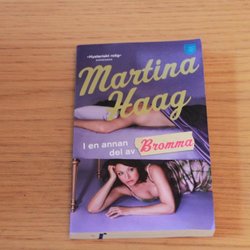 »Hysteriskt rolig»
Martina
Haag
I en annan
del av
Bromma